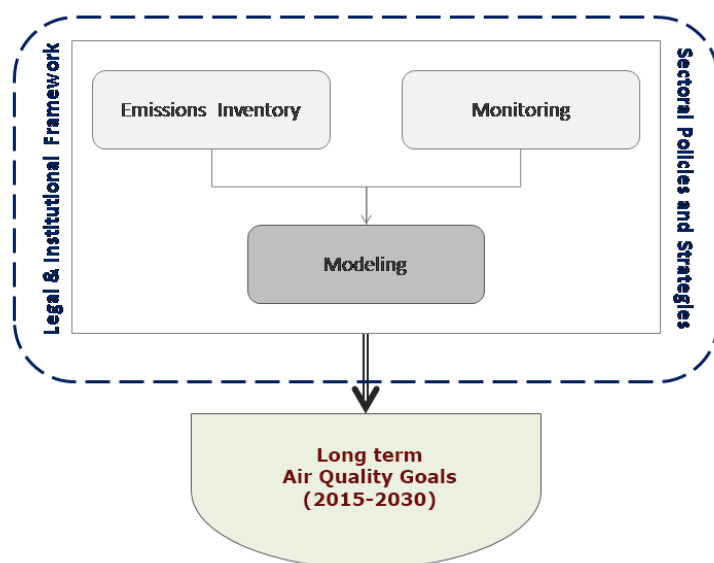 Legal & Institutional Framework
Emissions Inventory
Monitoring
Modeling
Sectoral Policies and Strategies
Long term
Air Quality Goals
(2015-2030)